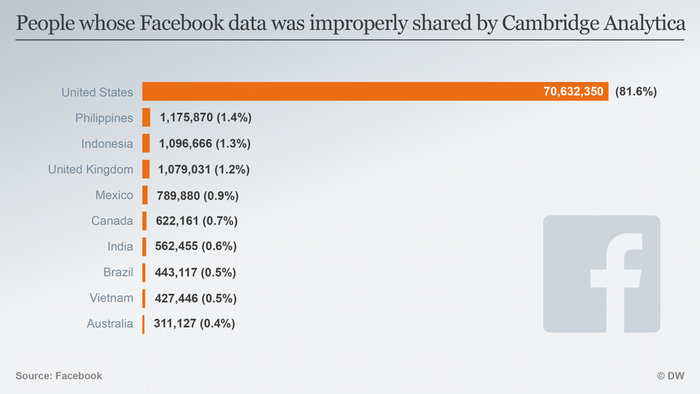 People whose Facebook data was improperly shared by Cambridge Analytica
United States 70,632,350 (81.6%)
Philippines 1,175,870 (1.4%)
Indonesia 1,096,666 (1.3%)
United Kingdom 1,079,031 (1.2%)
Mexico 789,880 (0.9%)
Canada 622,161 (0.7%)
India 562,455 (0.6%)
Brazil 443,117 (0.5%)
Vietnam 427,446 (0.5%)
Australia 311,127 (0.4%)
f
Source: Facebook © DW